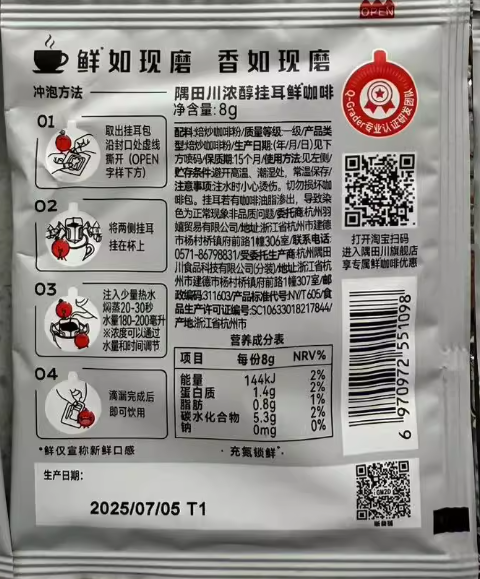 OPEN
鲜*如现磨 香如现磨
冲泡方法
隅田川浓醇挂耳鲜*咖啡
净含量:8g
Q-Grader专业认证研发团队
01
取出挂耳包
沿封口处虚线
撕开（OPEN
字样下方）
02
将两侧挂耳
挂在杯上
03
注入少量热水
焖蒸20-30秒
水量180-200毫升
※浓度可以通过
水量和时间调节
04
滴漏完成后
即可饮用
配料:焙炒咖啡粉/质量等级:一级/产品类
型:焙炒咖啡粉/生产日期:(年/月/日)见下
方喷码/保质期:15个月/使用方法:见左侧/
贮存条件:避开高温、潮湿处，常温保存/
注意事项:注水时小心烫伤。切勿损坏咖
啡包。挂耳若有咖啡油脂渗出，导致染
色为正常现象非品质问题/委托商:杭州羽
嬉贸易有限公司/地址:浙江省杭州市建德
市杨村桥镇府前路1幢306室/联系电话:
0571-86798831/受委托生产商:杭州隅田
川食品科技有限公司(分装)/地址:浙江省杭
州市建德市杨村桥镇府前路1幢307室/邮
政编码:311603/产品标准代号:NY/T605/食
品生产许可证编号:SC10633018217844/
产地:浙江省杭州市
打开淘宝扫码
进入隅田川旗舰店
享专属鲜咖啡优惠
营养成分表
项目 每份8g NRV%
能量 144kJ 2%
蛋白质 1.4g 2%
脂肪 0.8g 1%
碳水化合物 5.3g 2%
钠 0mg 0%
6 970972 551098
*鲜仅宣称新鲜口感
·充氮锁鲜*·
生产日期:
2025/07/05 T1